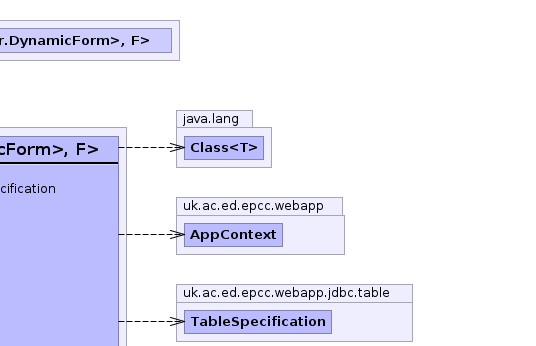 r.DynamicForm>, F>
java.lang
Class<T>
cForm>, F>
cification
uk.ac.ed.epcc.webapp
AppContext
uk.ac.ed.epcc.webapp.jdbc.table
TableSpecification